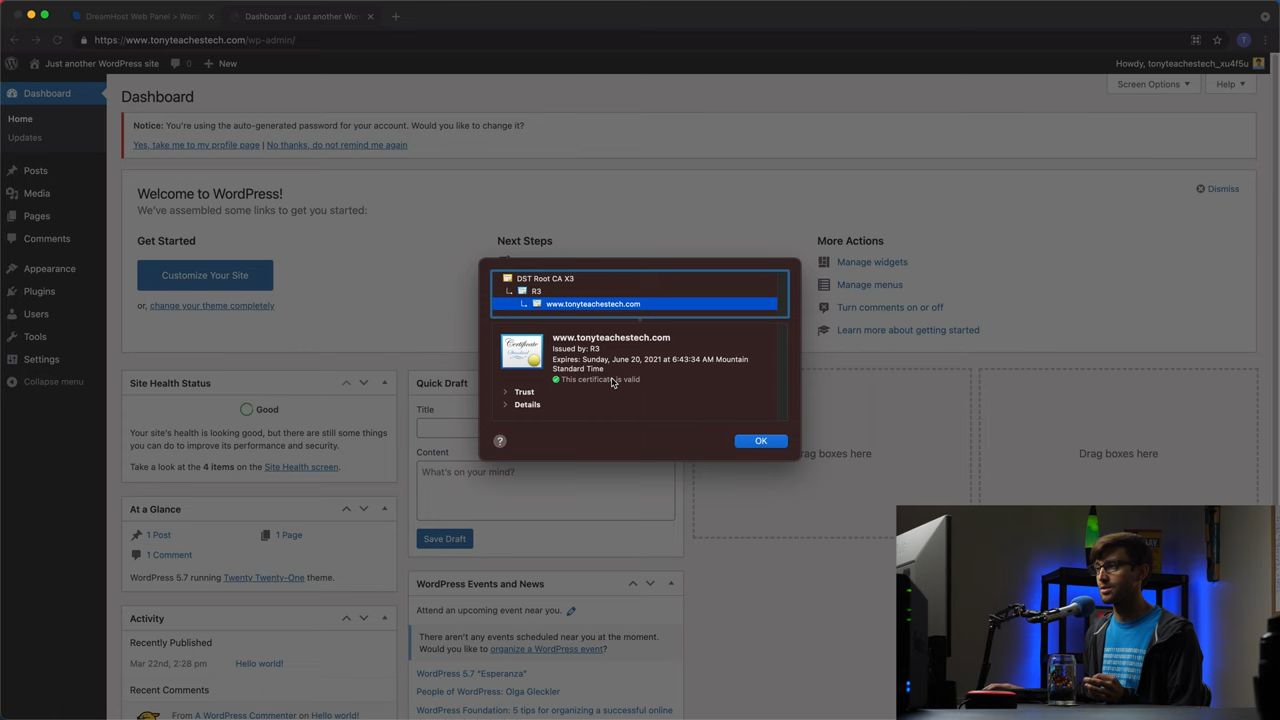 DreamHost Web Panel > Word
Dashboard ‹ Just another Wor
https://www.tonyteachestech.com/wp-admin/
T
Just another WordPress site
0
New
Howdy, tonyteachestech_xu4f5u
Dashboard
Home
Updates
Posts
Media
Pages
Comments
Appearance
Plugins
Users
Tools
Settings
Collapse menu
Dashboard
Screen Options
Help
Notice: You're using the auto-generated password for your account. Would you like to change it?
Yes, take me to my profile page | No thanks, do not remind me again
Welcome to WordPress!
We've assembled some links to get you started:
Dismiss
Get Started
Customize Your Site
or, change your theme completely
Next Steps
More Actions
Manage widgets
Manage menus
Turn comments on or off
Learn more about getting started
DST Root CA X3
R3
www.tonyteachestech.com
Certificate
Standard
www.tonyteachestech.com
Issued by: R3
Expires: Sunday, June 20, 2021 at 6:43:34 AM Mountain
Standard Time
This certificate is valid
Trust
Details
?
OK
Site Health Status
Good
Your site's health is looking good, but there are still some things
you can do to improve its performance and security.
Take a look at the 4 items on the Site Health screen.
At a Glance
1 Post
1 Page
1 Comment
WordPress 5.7 running Twenty Twenty-One theme.
Activity
Recently Published
Mar 22nd, 2:28 pm
Hello world!
Recent Comments
From A WordPress Commenter on Hello world!
Quick Draft
Title
Content
What's on your mind?
Save Draft
WordPress Events and News
Attend an upcoming event near you.
There aren't any events scheduled near you at the moment.
Would you like to organize a WordPress event?
WordPress 5.7 "Esperanza"
People of WordPress: Olga Gleckler
WordPress Foundation: 5 tips for organizing a successful online
boxes here
Drag boxes here